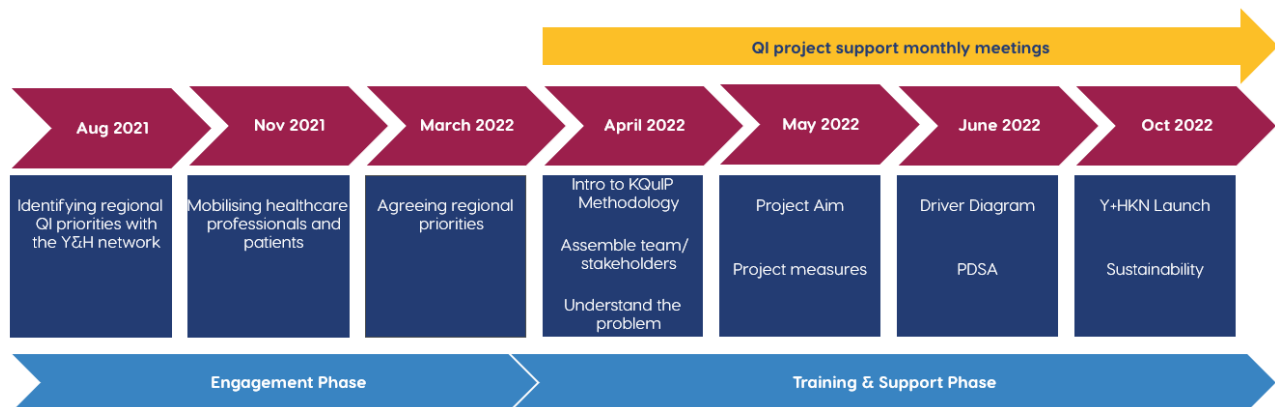 QI project support monthly meetings
Aug 2021
Nov 2021
March 2022
April 2022
May 2022
June 2022
Oct 2022
Identifying regional
QI priorities with
the Y&H network
Mobilising healthcare
professionals and
patients
Agreeing regional
priorities
Intro to KQuIP
Methodology
Assemble team/
stakeholders
Understand the
problem
Project Aim
Project measures
Driver Diagram
PDSA
Y+HKN Launch
Sustainability
Engagement Phase
Training & Support Phase